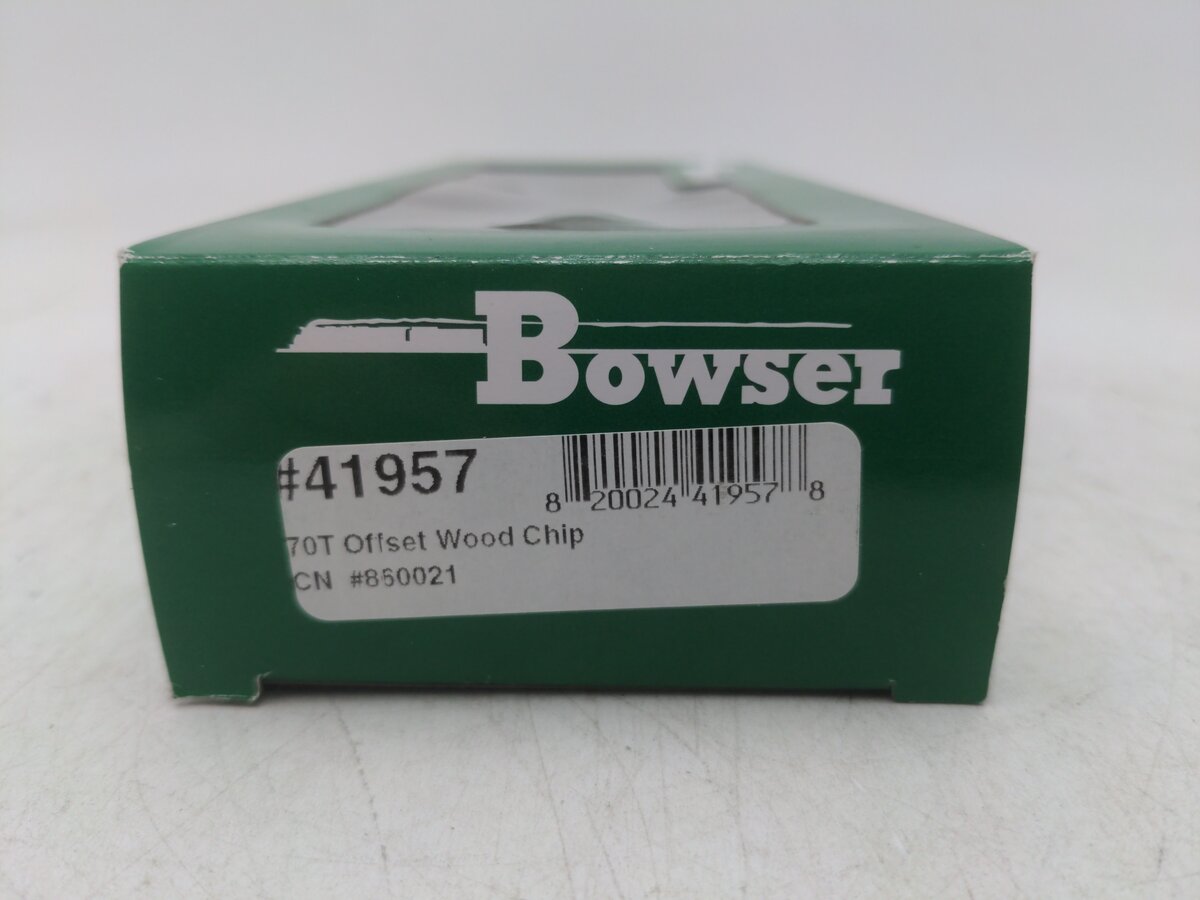 Bowser
#41957
8 20024 41957 8
70T Offset Wood Chip
CN #860021